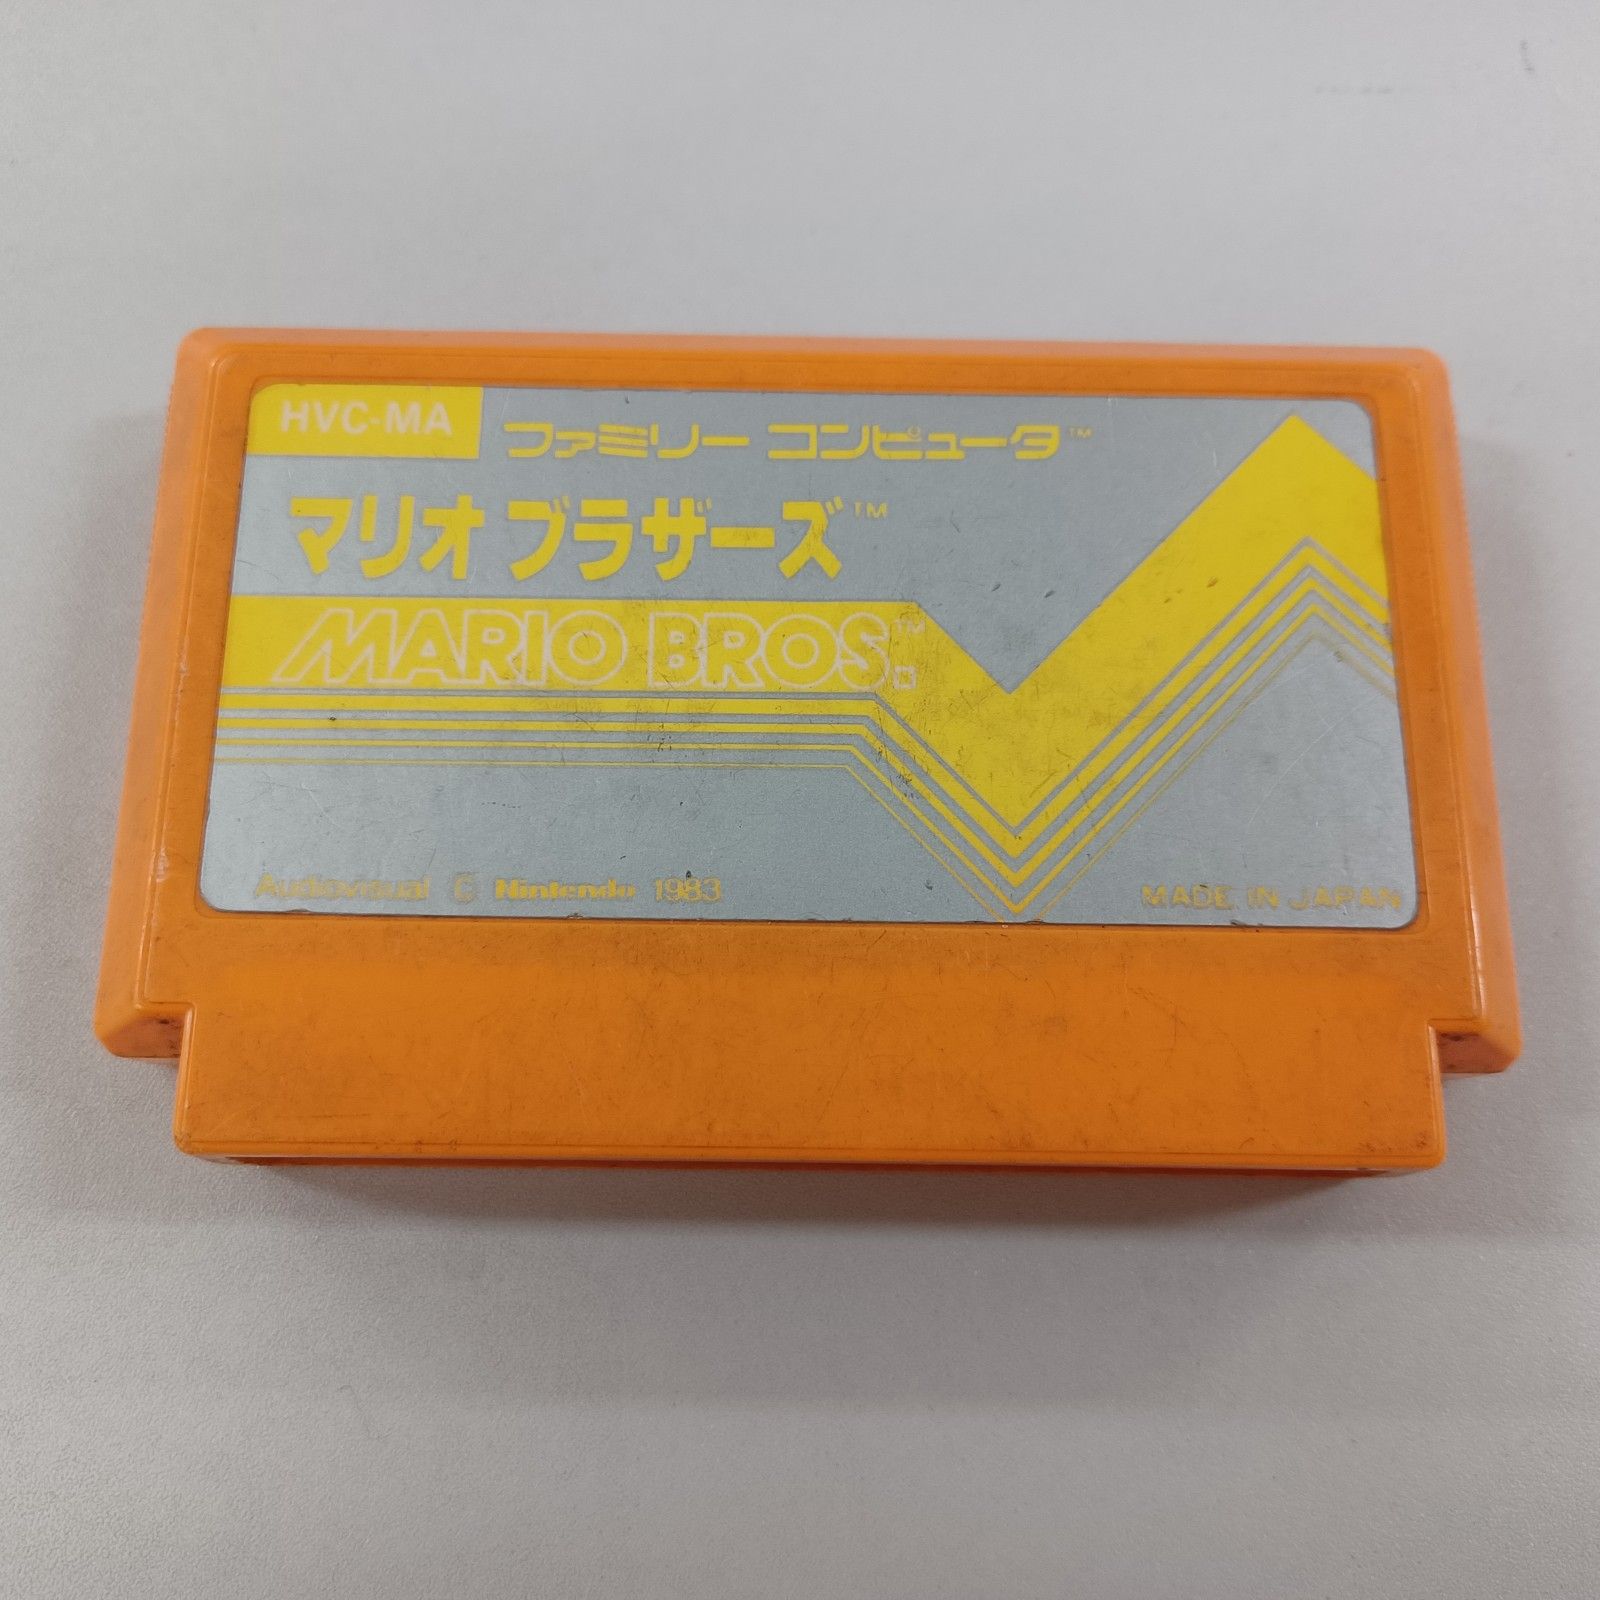 HVC-MA
ファミリー コンピュータ™
マリオ ブラザーズ™
MARIO BROS.™
Audiovisual © Nintendo 1983
MADE IN JAPAN